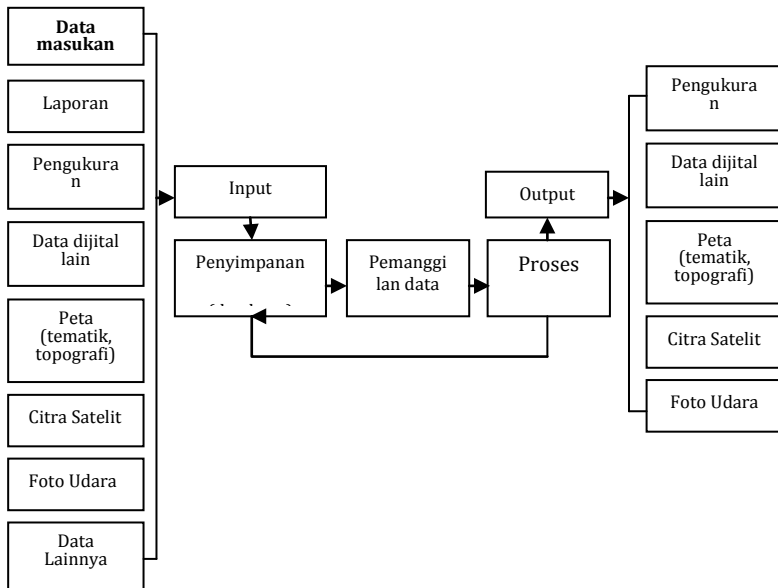 Data
masukan
Laporan
Pengukura
n
Data dijital
lain
Peta
(tematik,
topografi)
Citra Satelit
Foto Udara
Data
Lainnya
Input
Penyimpanan
Pemanggi
lan data
Proses
Output
Pengukura
n
Data dijital
lain
Peta
(tematik,
topografi)
Citra Satelit
Foto Udara